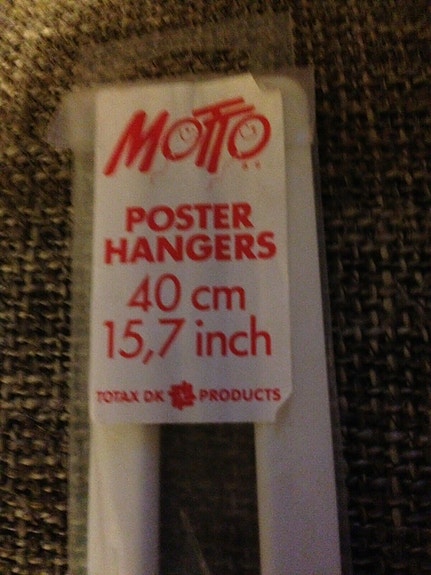 MOTTO
POSTER
HANGERS
40 cm
15,7 inch
TOTAX DK PRODUCTS